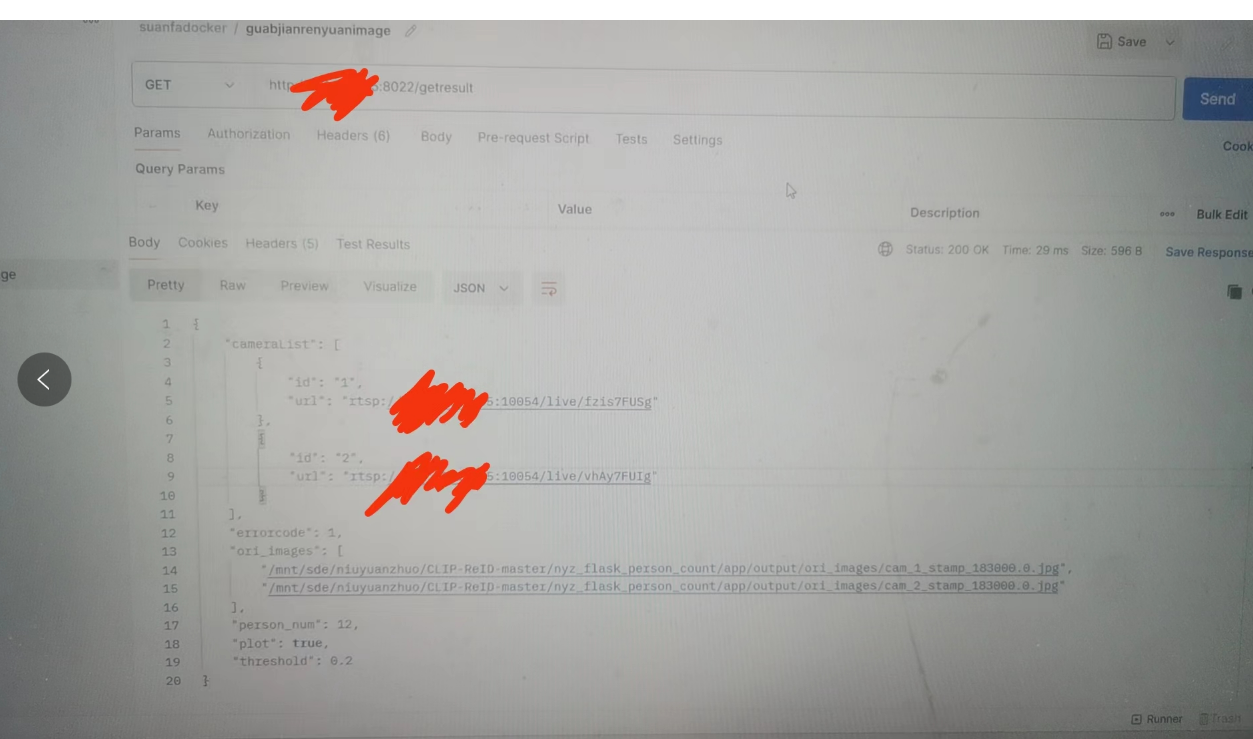 suanfadocker / guabjianrenyuanimage
Save
GET
http
:8022/getresult
Send
Params Authorization Headers (6) Body Pre-request Script Tests Settings
Cook
Query Params
Key Value Description Bulk Edit
Body Cookies Headers (5) Test Results
Status: 200 OK Time: 29 ms Size: 596 B Save Response
ge
Pretty Raw Preview Visualize JSON
1 {
2 "cameraList": [
3 {
4 "id": "1",
5 "url": "rtsp:/ 5:10054/live/fzis7FUSg"
6 },
7 {
8 "id": "2",
9 "url": "rtsp:/ 5:10054/live/vhAy7FUIg"
10 }
11 ],
12 "errorcode": 1,
13 "ori_images": [
14 "/mnt/sde/niuyuanzhuo/CLIP-ReID-master/nyz_flask_person_count/app/output/ori_images/cam_1_stamp_183000.0.jpg",
15 "/mnt/sde/niuyuanzhuo/CLIP-ReID-master/nyz_flask_person_count/app/output/ori_images/cam_2_stamp_183000.0.jpg"
16 ],
17 "person_num": 12,
18 "plot": true,
19 "threshold": 0.2
20 }
Runner Trash